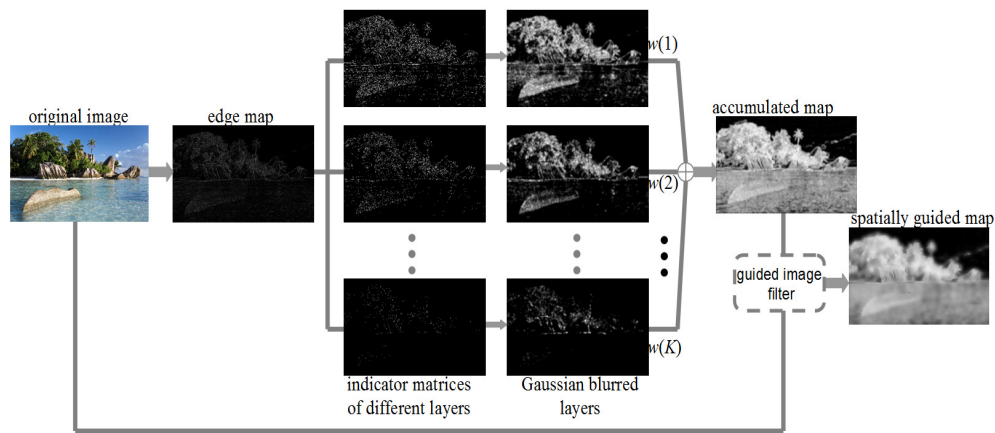 original image
edge map
w(1)
accumulated map
w(2)
spatially guided map
guided image
filter
w(K)
indicator matrices
of different layers
Gaussian blurred
layers